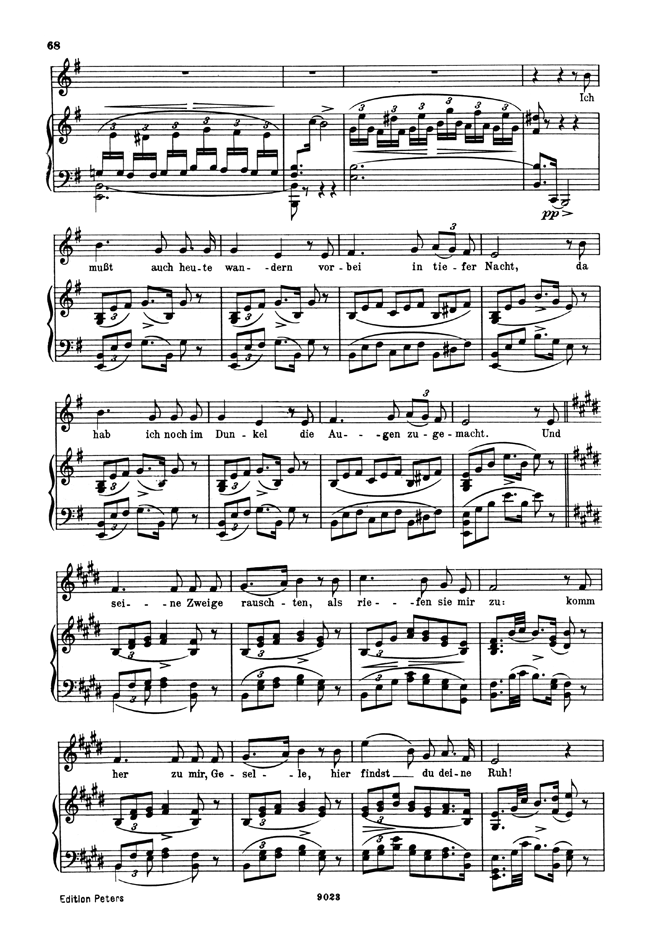 68
Ich
pp
mußt auch heu-te wan-dern vor-bei in tie-fer Nacht, da
hab ich noch im Dun-kel die Au-gen zu-ge-macht. Und
sei-ne Zweige rausch-ten, als rie-fen sie mir zu: komm
her zu mir, Ge-sel-le, hier findst du dei-ne Ruh!
Edition Peters
9023